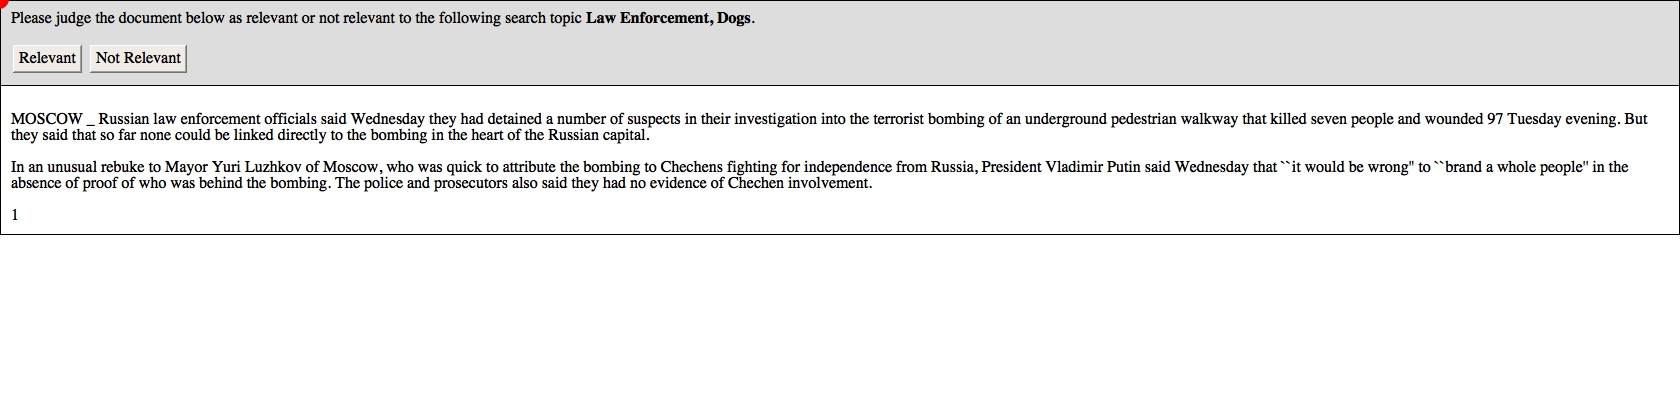 Please judge the document below as relevant or not relevant to the following search topic Law Enforcement, Dogs.
Relevant Not Relevant
MOSCOW _ Russian law enforcement officials said Wednesday they had detained a number of suspects in their investigation into the terrorist bombing of an underground pedestrian walkway that killed seven people and wounded 97 Tuesday evening. But
they said that so far none could be linked directly to the bombing in the heart of the Russian capital.
In an unusual rebuke to Mayor Yuri Luzhkov of Moscow, who was quick to attribute the bombing to Chechens fighting for independence from Russia, President Vladimir Putin said Wednesday that ``it would be wrong" to ``brand a whole people" in the
absence of proof of who was behind the bombing. The police and prosecutors also said they had no evidence of Chechen involvement.
1